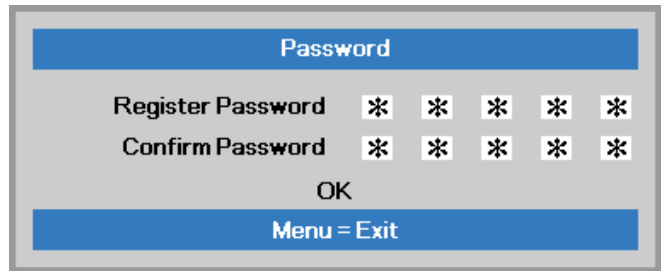 Password
Register Password * * * * *
Confirm Password * * * * *
OK
Menu = Exit